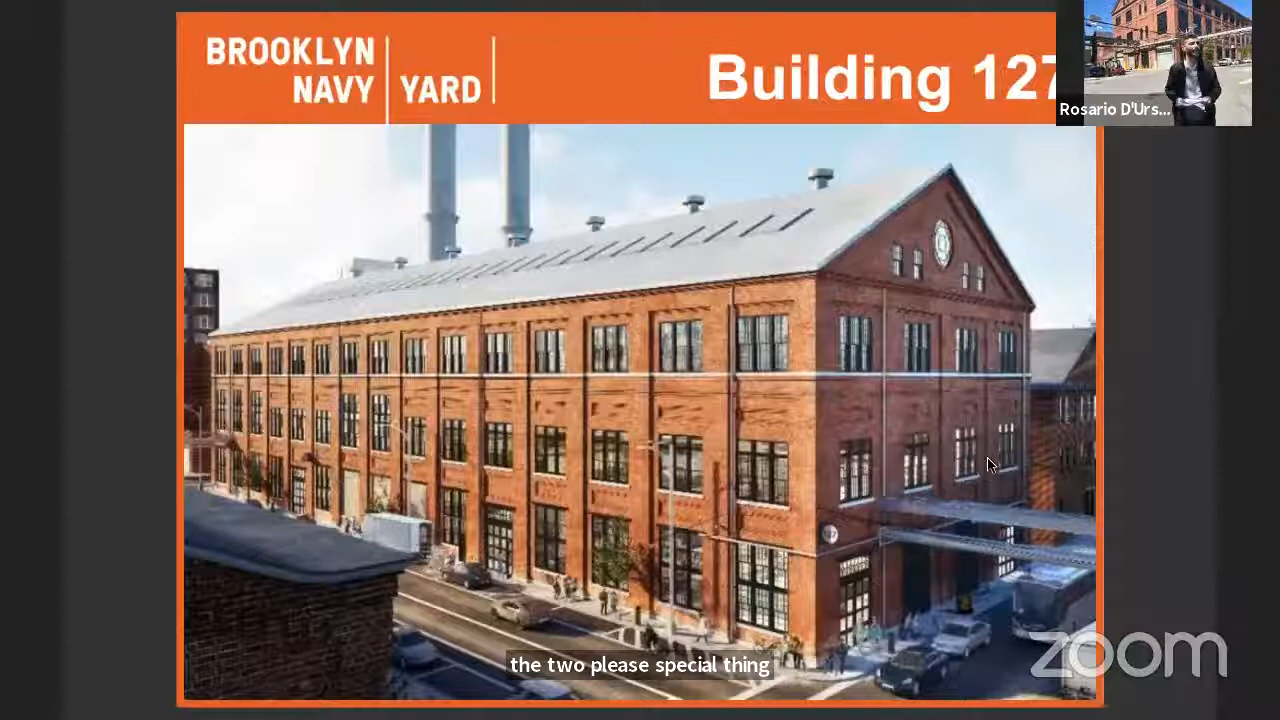 BROOKLYN
NAVY YARD
Building 127
Rosario D'Urs...
the two please special thing
zoom